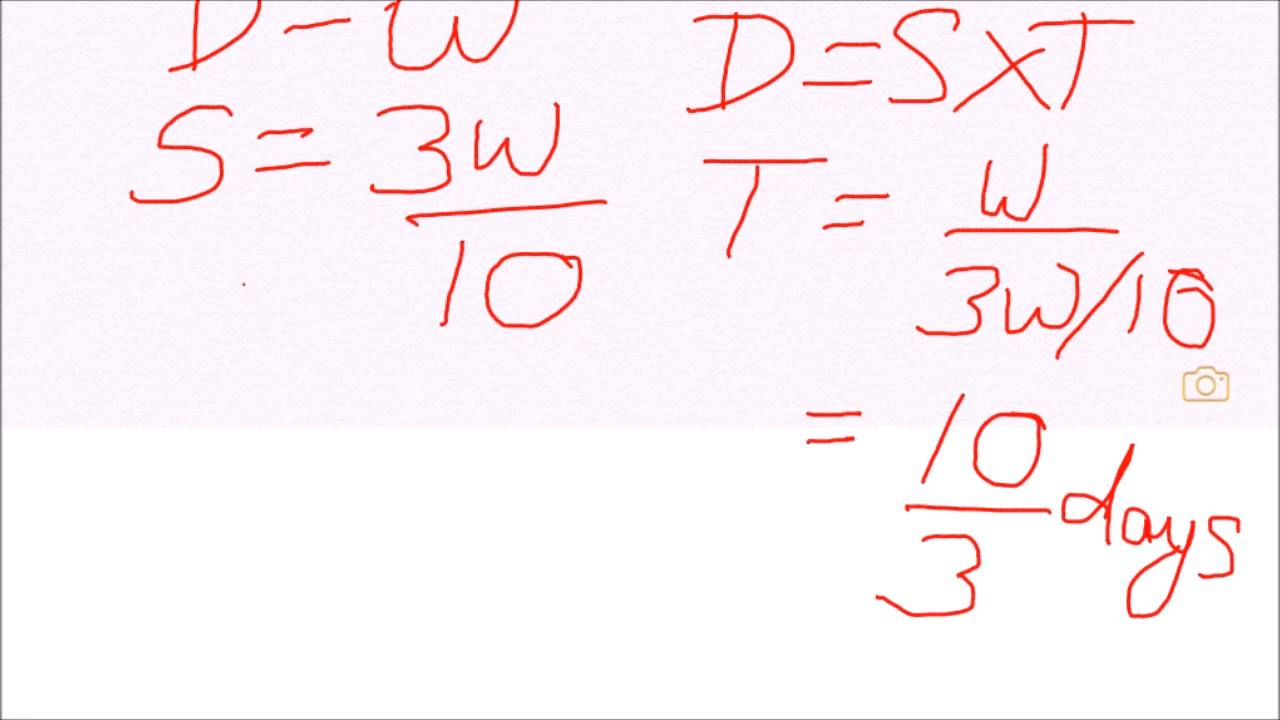 D = W
S = 3W/10
D = S X T
T = W / 3W/10
= 10/3 days